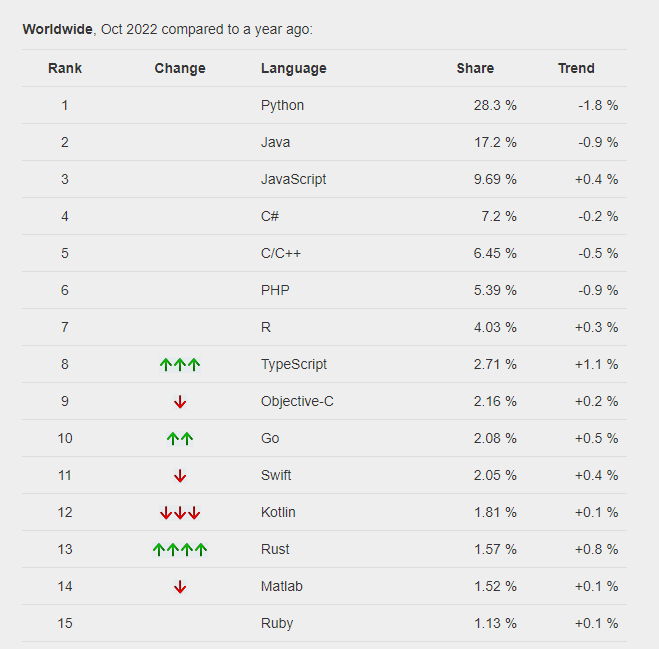 Worldwide, Oct 2022 compared to a year ago:
Rank Change Language Share Trend
1 Python 28.3 % -1.8 %
2 Java 17.2 % -0.9 %
3 JavaScript 9.69 % +0.4 %
4 C# 7.2 % -0.2 %
5 C/C++ 6.45 % -0.5 %
6 PHP 5.39 % -0.9 %
7 R 4.03 % +0.3 %
8 ↑↑↑ TypeScript 2.71 % +1.1 %
9 ↓ Objective-C 2.16 % +0.2 %
10 ↑↑ Go 2.08 % +0.5 %
11 ↓ Swift 2.05 % +0.4 %
12 ↓↓↓ Kotlin 1.81 % +0.1 %
13 ↑↑↑↑ Rust 1.57 % +0.8 %
14 ↓ Matlab 1.52 % +0.1 %
15 Ruby 1.13 % +0.1 %